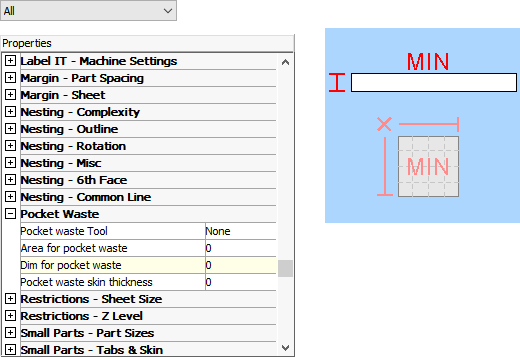 All
Properties
Label IT - Machine Settings
Margin - Part Spacing
Margin - Sheet
Nesting - Complexity
Nesting - Outline
Nesting - Rotation
Nesting - Misc
Nesting - 6th Face
Nesting - Common Line
Pocket Waste
Pocket waste Tool None
Area for pocket waste 0
Dim for pocket waste 0
Pocket waste skin thickness 0
Restrictions - Sheet Size
Restrictions - Z Level
Small Parts - Part Sizes
Small Parts - Tabs & Skin
MIN
MIN